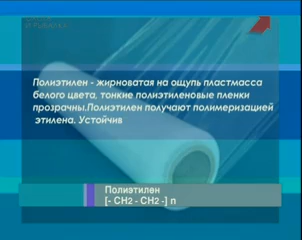 Полиэтилен - жирноватая на ощупь пластмасса
белого цвета, тонкие полиэтиленовые пленки
прозрачны.Полиэтилен получают полимеризацией
этилена. Устойчив
Полиэтилен
[- CH2 - CH2 -] n